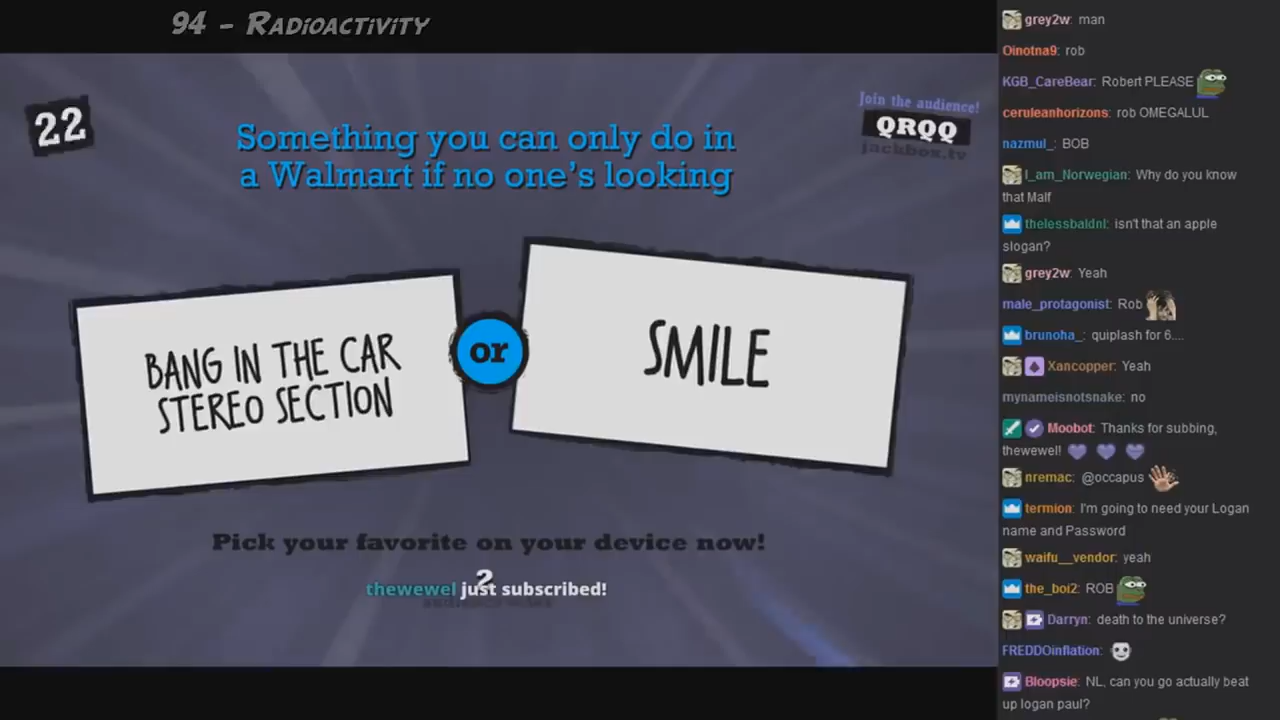 94 - Radioactivity
22
Join the audience!
QRQQ
jackbox.tv
Something you can only do in
a Walmart if no one's looking
BANG IN THE CAR
STEREO SECTION
or
SMILE
Pick your favorite on your device now!
2
thewewel just subscribed!
grey2w: man
Oinotna9: rob
KGB_CareBear: Robert PLEASE
ceruleanhorizons: rob OMEGALUL
nazmul_: BOB
I_am_Norwegian: Why do you know
that Malf
thelessbaldnl: isn't that an apple
slogan?
grey2w: Yeah
male_protagonist: Rob
brunoha_: quiplash for 6....
Xancopper: Yeah
mynameisnotsnake: no
Moobot: Thanks for subbing,
thewewel!
nremac: @occapus
termion: I'm going to need your Logan
name and Password
waifu__vendor: yeah
the_boi2: ROB
Darryn: death to the universe?
FREDDOinflation:
Bloopsie: NL, can you go actually beat
up logan paul?